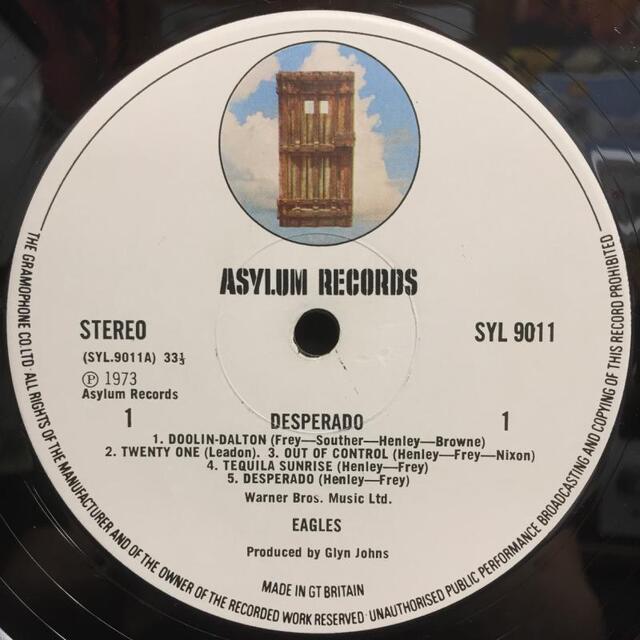 ASYLUM RECORDS
STEREO
SYL 9011
(SYL.9011A) 33⅓
Ⓟ 1973
Asylum Records
1
1
DESPERADO
1. DOOLIN-DALTON (Frey—Souther—Henley—Browne)
2. TWENTY ONE (Leadon). 3. OUT OF CONTROL (Henley—Frey—Nixon)
4. TEQUILA SUNRISE (Henley—Frey)
5. DESPERADO (Henley—Frey)
Warner Bros. Music Ltd.
EAGLES
Produced by Glyn Johns
MADE IN GT BRITAIN
THE GRAMOPHONE CO. LTD · ALL RIGHTS OF THE MANUFACTURER AND OF THE OWNER OF THE RECORDED WORK RESERVED · UNAUTHORISED PUBLIC PERFORMANCE BROADCASTING AND COPYING OF THIS RECORD PROHIBITED